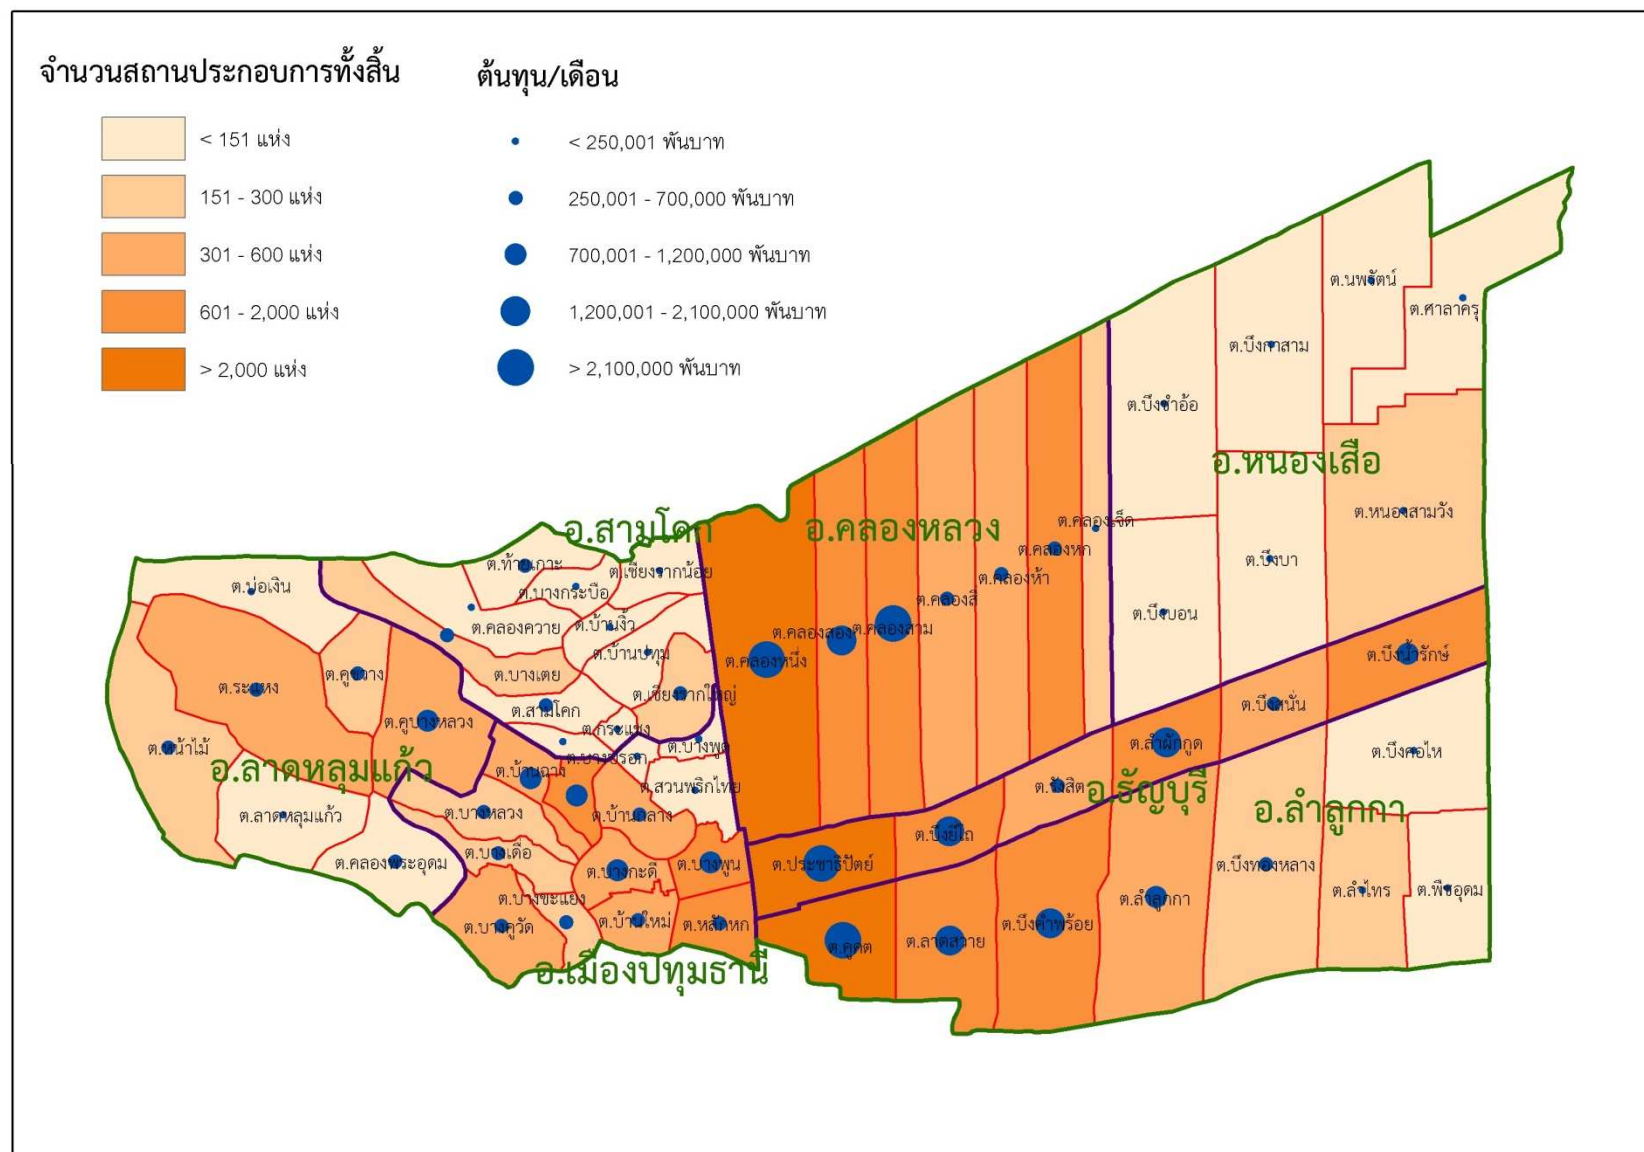 จำนวนสถานประกอบการทั้งสิ้น
< 151 แห่ง
151 - 300 แห่ง
301 - 600 แห่ง
601 - 2,000 แห่ง
> 2,000 แห่ง
ต้นทุน/เดือน
< 250,001 พันบาท
250,001 - 700,000 พันบาท
700,001 - 1,200,000 พันบาท
1,200,001 - 2,100,000 พันบาท
> 2,100,000 พันบาท
ต.นพรัตน์
ต.ศาลาครุ
ต.บึงกาสาม
ต.บึงชำอ้อ
อ.หนองเสือ
ต.หนองสามวัง
อ.สามโคก
อ.คลองหลวง
ต.คลองเจ็ด
ต.คลองหก
ต.บึงบา
ต.ท้ายเกาะ
ต.เชียงรากน้อย
ต.คลองห้า
ต.บ่อเงิน
ต.บางกระบือ
ต.คลองสี่
ต.บึงบอน
ต.คลองควาย
ต.บ้านงิ้ว
ต.คลองสอง
ต.คลองสาม
ต.บ้านปทุม
ต.คลองหนึ่ง
ต.บึงน้ำรักษ์
ต.คูขวาง
ต.บางเตย
ต.ระแหง
ต.เชียงรากใหญ่
ต.บึงสนั่น
ต.สามโคก
ต.คูบางหลวง
ต.กระแชง
ต.หน้าไม้
ต.บางพูด
ต.ลำผักกูด
ต.บึงคอไห
ต.บางปรอก
อ.ลาดหลุมแก้ว
ต.บ้านฉาง
ต.สวนพริกไทย
ต.รังสิต
อ.ธัญบุรี
อ.ลำลูกกา
ต.ลาดหลุมแก้ว
ต.บางหลวง
ต.บ้านกลาง
ต.บึงยี่โถ
ต.บางเดื่อ
ต.คลองพระอุดม
ต.บางกะดี
ต.บางพูน
ต.ประชาธิปัตย์
ต.บึงทองหลาง
ต.บางขะแยง
ต.ลำลูกกา
ต.ลำไทร
ต.พืชอุดม
ต.บางคูวัด
ต.บ้านใหม่
ต.หลักหก
ต.บึงคำพร้อย
ต.คูคต
ต.ลาดสวาย
อ.เมืองปทุมธานี